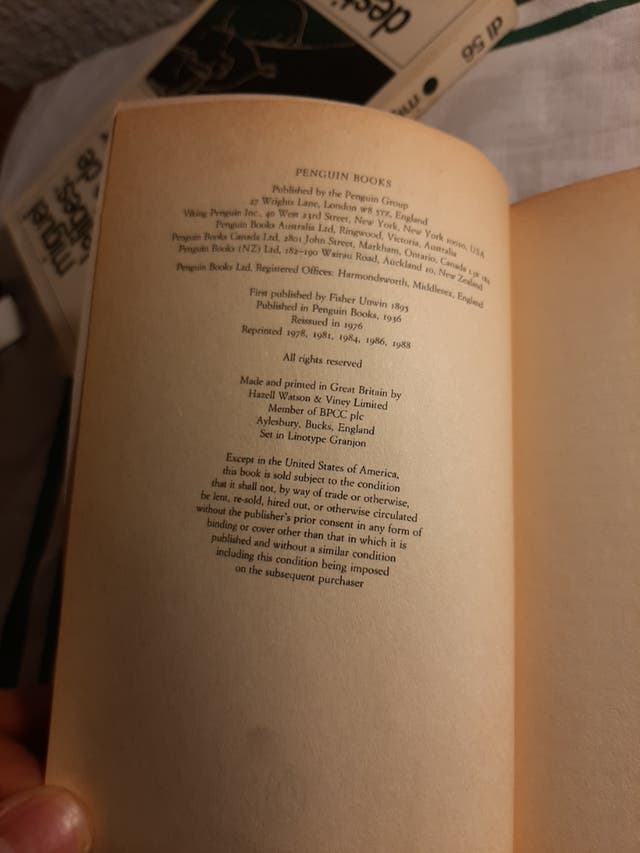 PENGUIN BOOKS
Published by the Penguin Group
27 Wrights Lane, London W8 5TZ, England
Viking Penguin Inc., 40 West 23rd Street, New York, New York 10010, USA
Penguin Books Australia Ltd, Ringwood, Victoria, Australia
Penguin Books Canada Ltd, 2801 John Street, Markham, Ontario, Canada L3R 1B4
Penguin Books (NZ) Ltd, 182–190 Wairau Road, Auckland 10, New Zealand
Penguin Books Ltd, Registered Offices: Harmondsworth, Middlesex, England
First published by Fisher Unwin 1895
Published in Penguin Books, 1936
Reissued in 1976
Reprinted 1978, 1981, 1984, 1986, 1988
All rights reserved
Made and printed in Great Britain by
Hazell Watson & Viney Limited
Member of BPCC plc
Aylesbury, Bucks, England
Set in Linotype Granjon
Except in the United States of America,
this book is sold subject to the condition
that it shall not, by way of trade or otherwise,
be lent, re-sold, hired out, or otherwise circulated
without the publisher's prior consent in any form of
binding or cover other than that in which it is
published and without a similar condition
including this condition being imposed
on the subsequent purchaser
dl 56
miguel
de